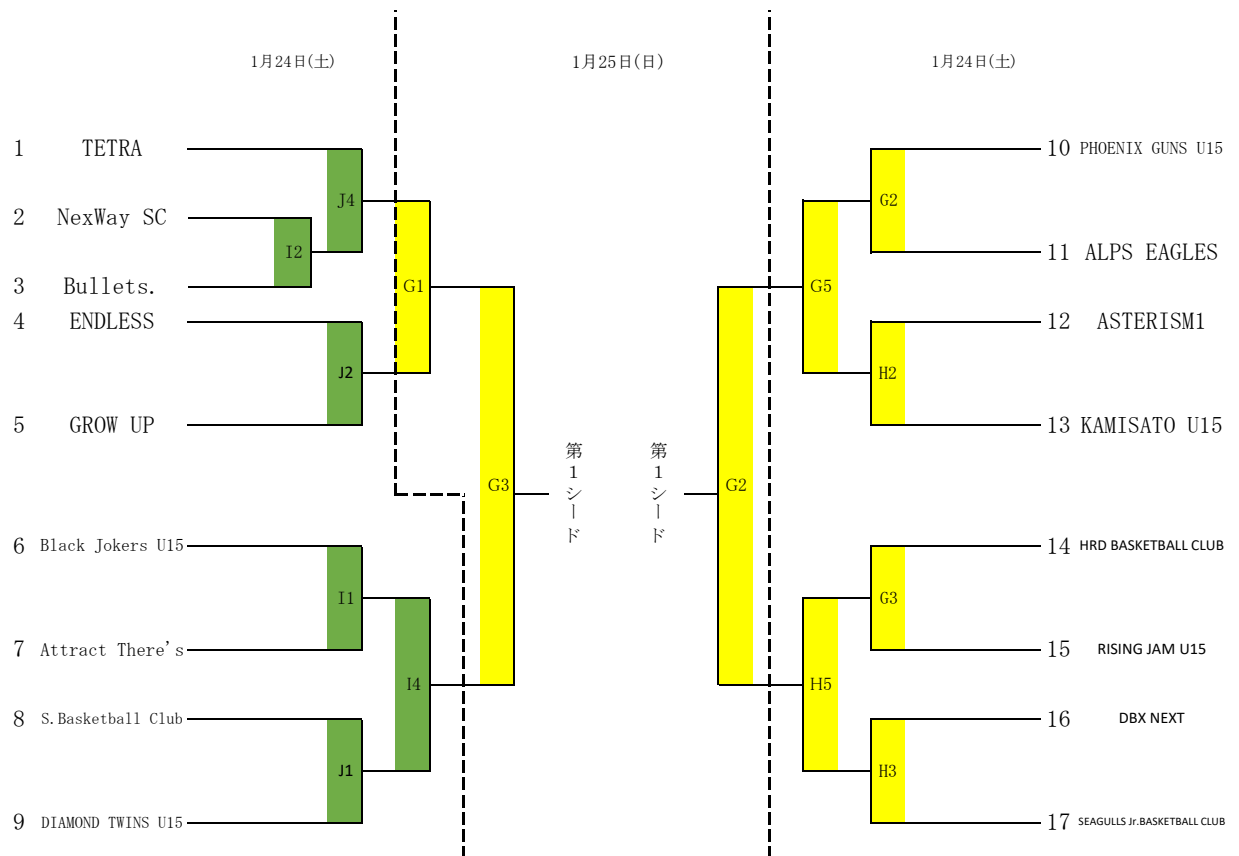 1月24日(土)
1月25日(日)
1月24日(土)
1 TETRA
2 NexWay SC
3 Bullets.
4 ENDLESS
5 GROW UP
6 Black Jokers U15
7 Attract There's
8 S.Basketball Club
9 DIAMOND TWINS U15
J4
I2
J2
I1
I4
J1
G1
G3
第1シード
第1シード
G2
G5
H5
G2
H2
G3
H3
10 PHOENIX GUNS U15
11 ALPS EAGLES
12 ASTERISM1
13 KAMISATO U15
14 HRD BASKETBALL CLUB
15 RISING JAM U15
16 DBX NEXT
17 SEAGULLS Jr.BASKETBALL CLUB